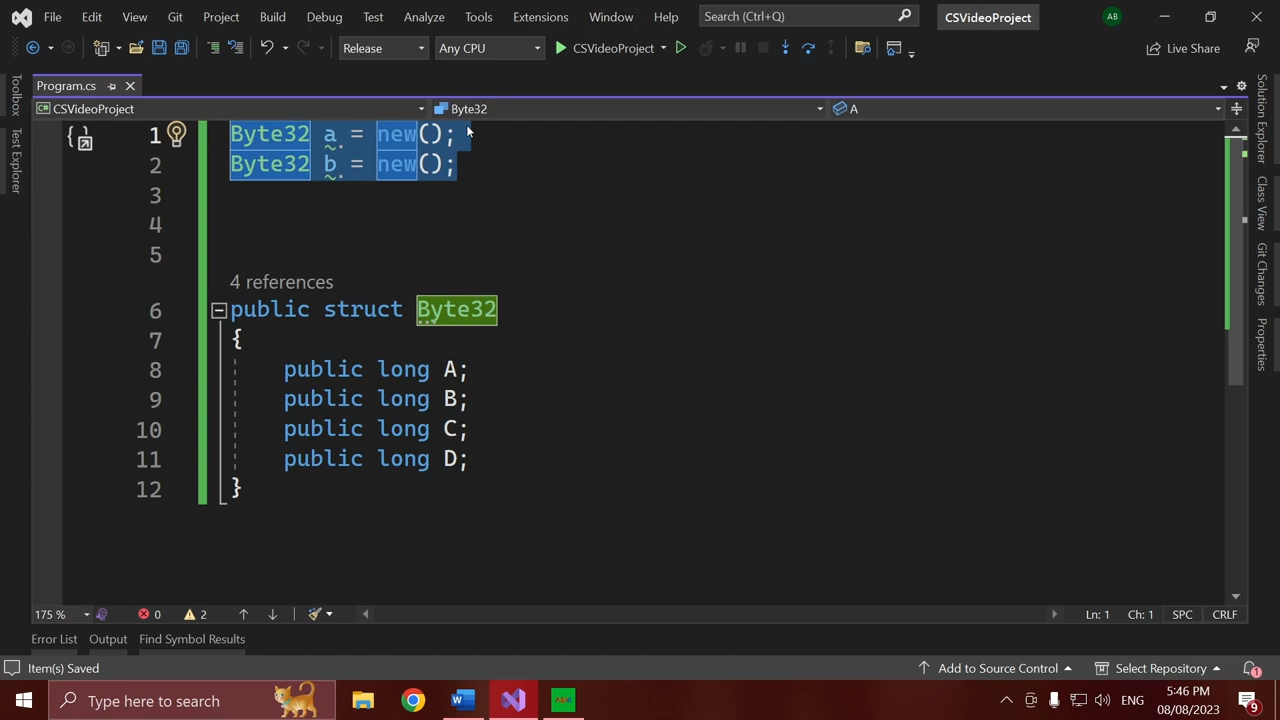 File Edit View Git Project Build Debug Test Analyze Tools Extensions Window Help Search (Ctrl+Q) CSVideoProject AB
Release Any CPU CSVideoProject Live Share
Program.cs
CSVideoProject Byte32 A
1 Byte32 a = new();
2 Byte32 b = new();
3
4
5
4 references
6 public struct Byte32
7 {
8 public long A;
9 public long B;
10 public long C;
11 public long D;
12 }
Toolbox
Test Explorer
Solution Explorer
Class View
Git Changes
Properties
175 % 0 2 Ln: 1 Ch: 1 SPC CRLF
Error List Output Find Symbol Results
Item(s) Saved Add to Source Control Select Repository 1
Type here to search ENG 5:46 PM
08/08/2023 9